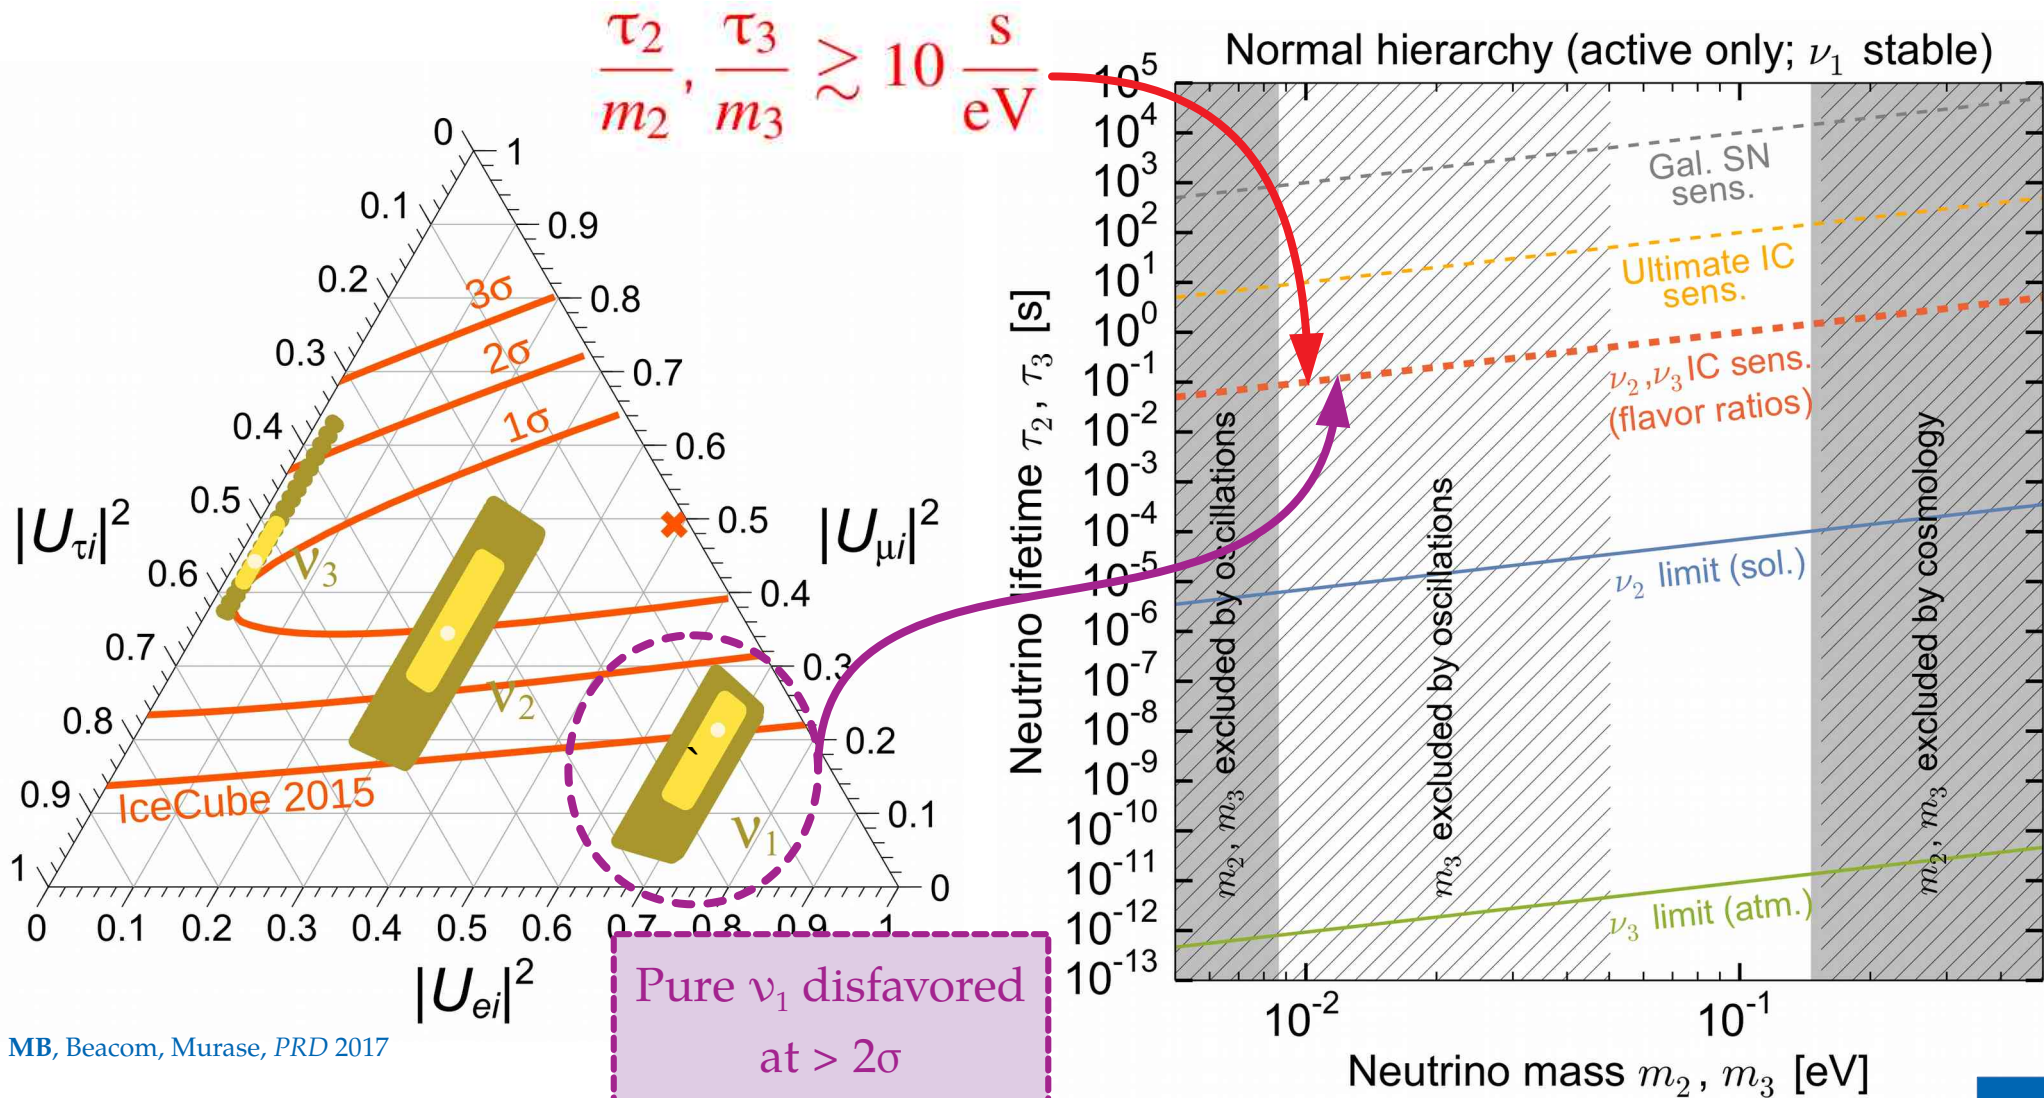 τ₂/m₂, τ₃/m₃ ≳ 10 s/eV
0
0.1
0.2
0.3
0.4
0.5
0.6
0.7
0.8
0.9
1
|Uτi|²
1
0.9
0.8
0.7
0.6
0.5
0.4
0.3
0.2
0.1
0
|Uμi|²
3σ
2σ
1σ
ν₃
ν₂
ν₁
IceCube 2015
0 0.1 0.2 0.3 0.4 0.5 0.6 0.7 0.8 0.9 1
|Uei|²
Pure ν₁ disfavored
at > 2σ
MB, Beacom, Murase, PRD 2017
Normal hierarchy (active only; ν₁ stable)
Neutrino lifetime τ₂, τ₃ [s]
10⁵
10⁴
10³
10²
10¹
10⁰
10⁻¹
10⁻²
10⁻³
10⁻⁴
10⁻⁵
10⁻⁶
10⁻⁷
10⁻⁸
10⁻⁹
10⁻¹⁰
10⁻¹¹
10⁻¹²
10⁻¹³
Gal. SN
sens.
Ultimate IC
sens.
ν₂,ν₃ IC sens.
(flavor ratios)
ν₂ limit (sol.)
ν₃ limit (atm.)
m₂, m₃ excluded by oscillations
m₃ excluded by oscillations
m₂, m₃ excluded by cosmology
10⁻² 10⁻¹
Neutrino mass m₂, m₃ [eV]